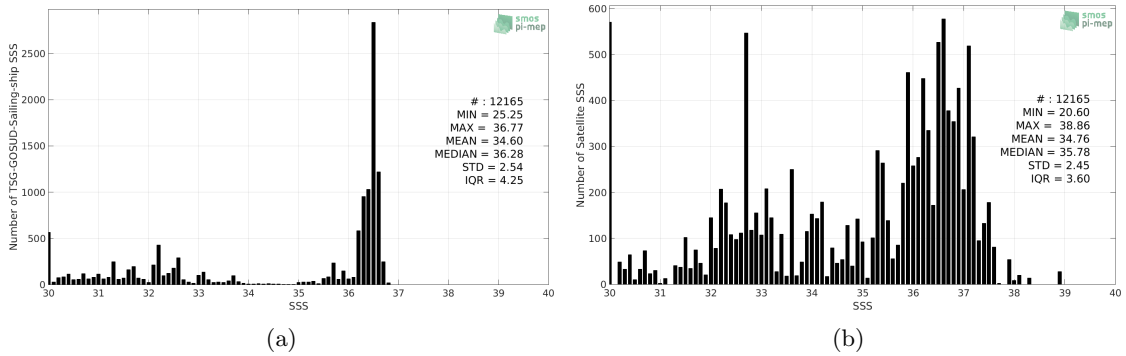 smos
pi-mep
Number of TSG-GOSUD-Sailing-ship SSS
2500
2000
1500
1000
500
0
# : 12165
MIN = 25.25
MAX = 36.77
MEAN = 34.60
MEDIAN = 36.28
STD = 2.54
IQR = 4.25
30 31 32 33 34 35 36 37 38 39 40
SSS
(a)
smos
pi-mep
Number of Satellite SSS
600
500
400
300
200
100
0
# : 12165
MIN = 20.60
MAX = 38.86
MEAN = 34.76
MEDIAN = 35.78
STD = 2.45
IQR = 3.60
30 31 32 33 34 35 36 37 38 39 40
SSS
(b)